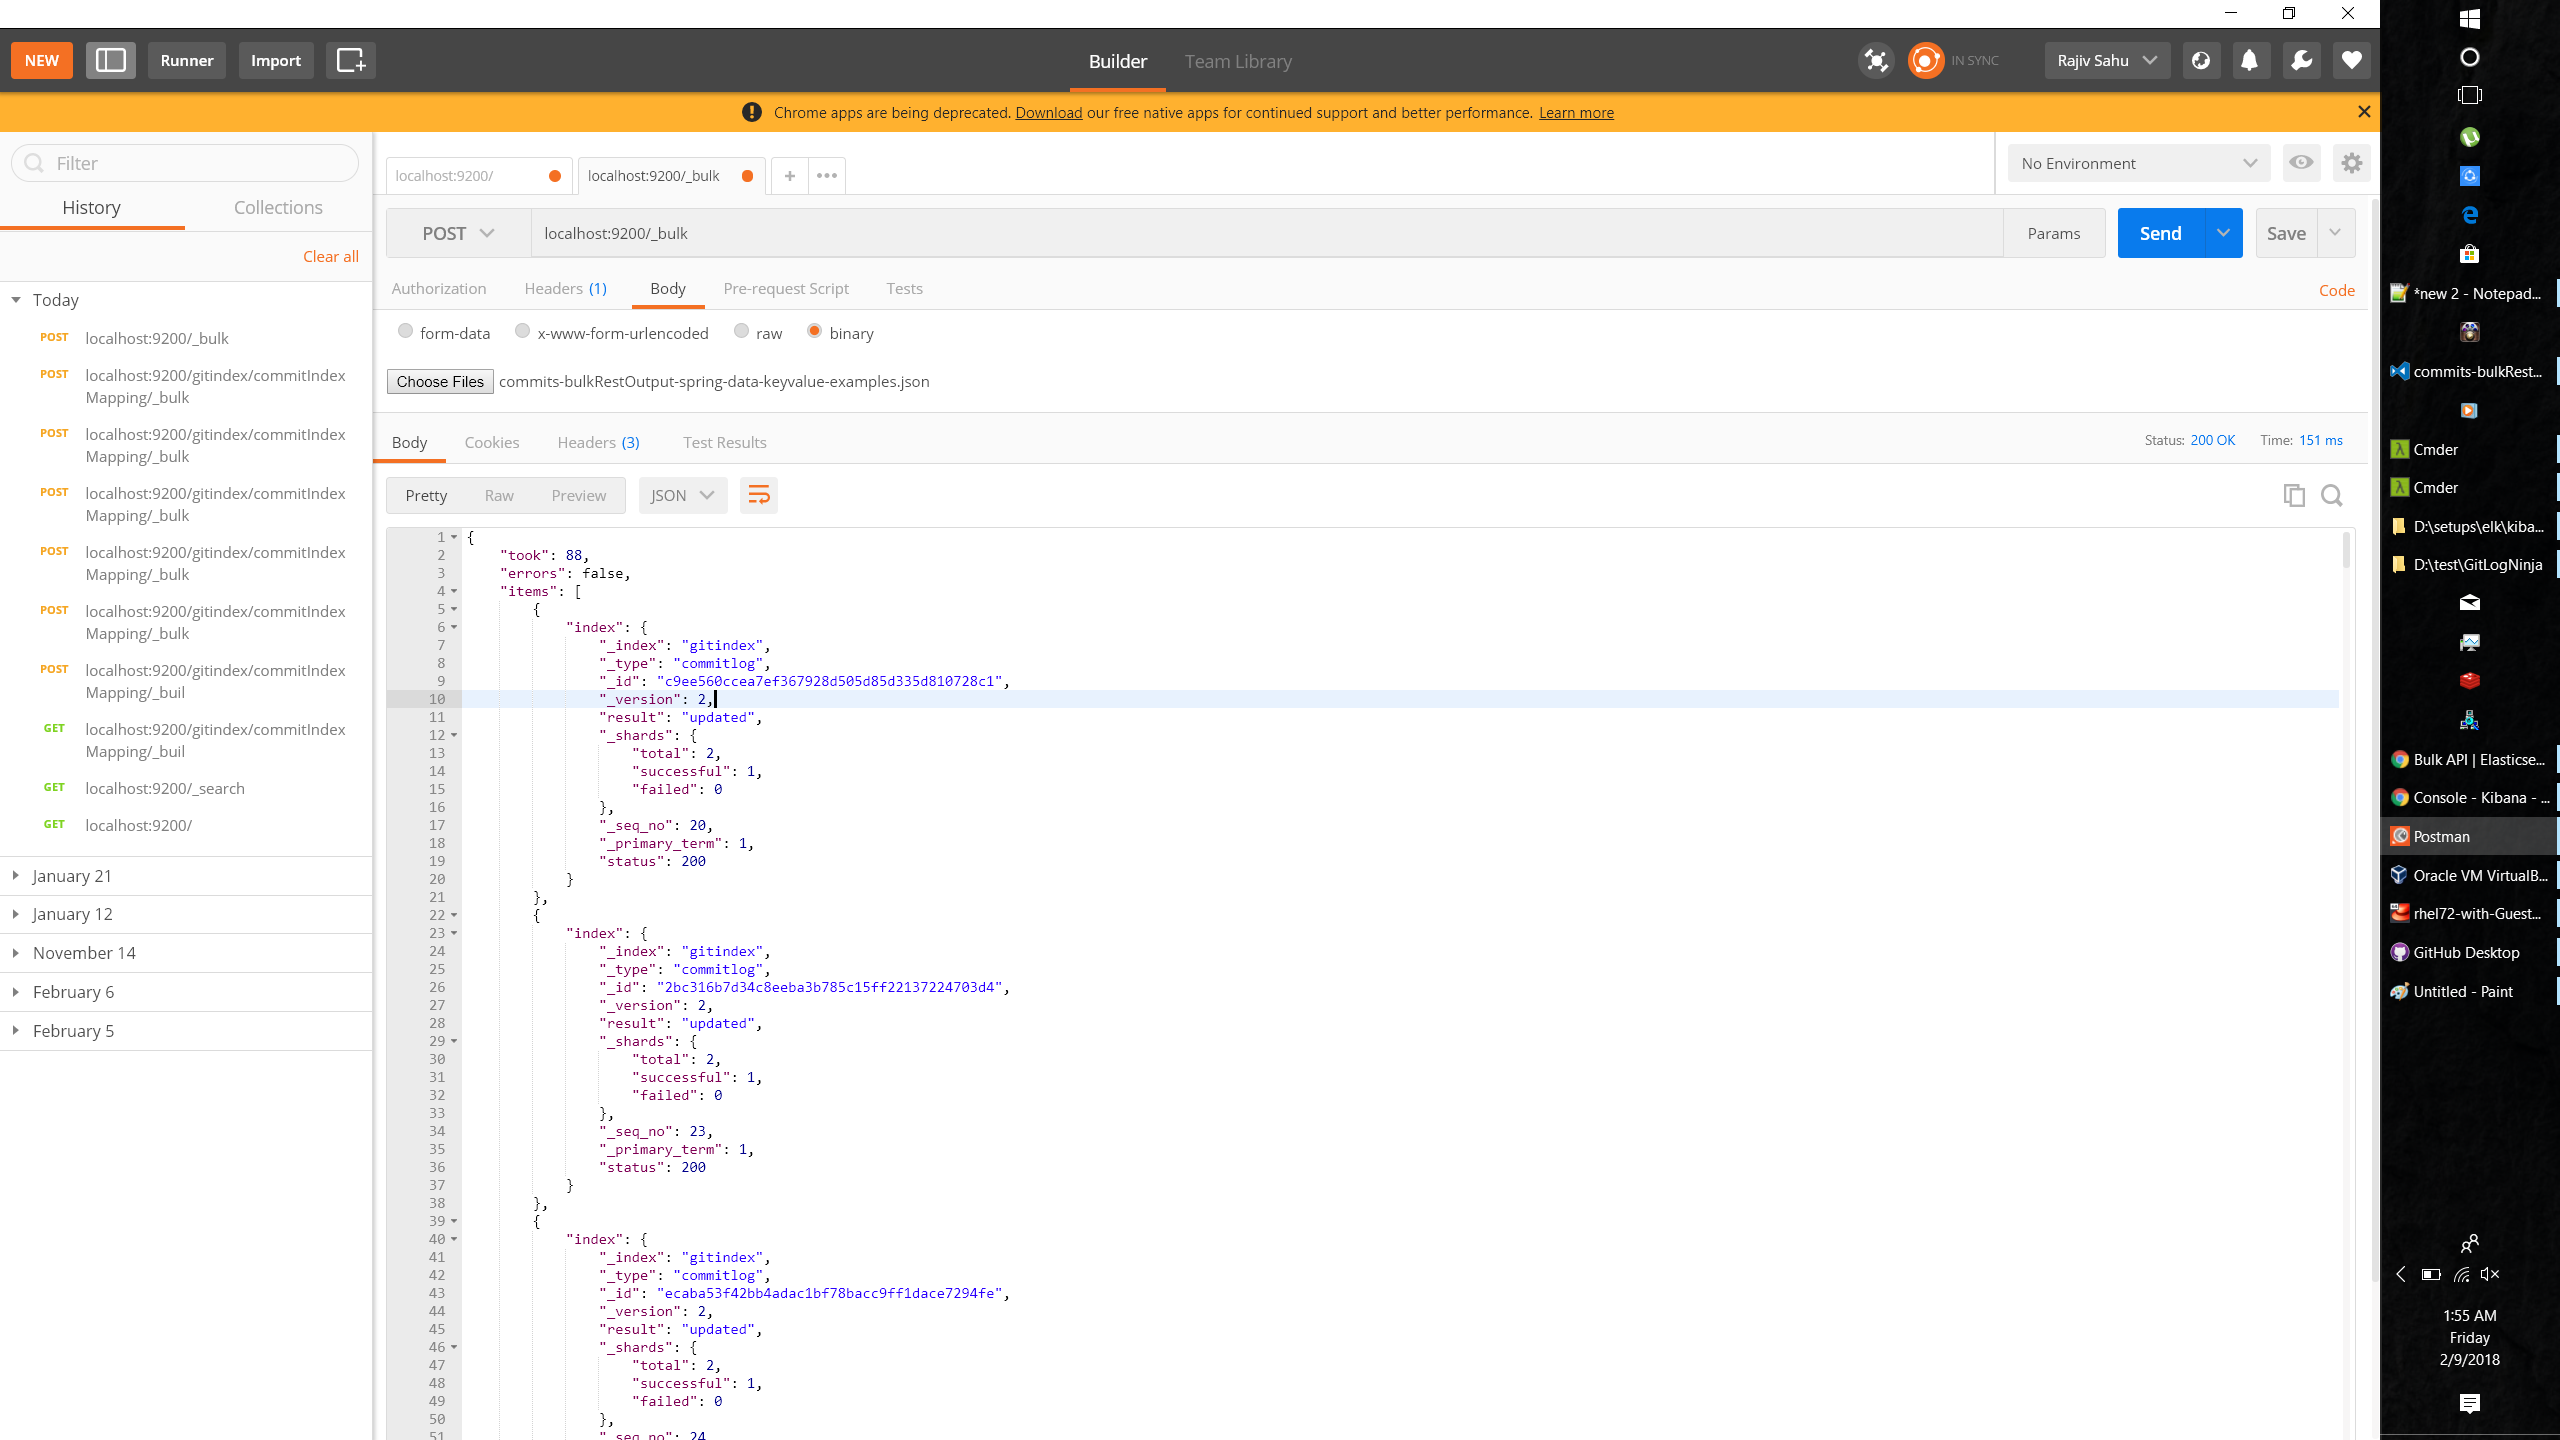 NEW
Runner
Import
Builder
Team Library
IN SYNC
Rajiv Sahu
Chrome apps are being deprecated. Download our free native apps for continued support and better performance. Learn more
Filter
History
Collections
Clear all
Today
POST localhost:9200/_bulk
POST localhost:9200/gitindex/commitIndex
Mapping/_bulk
POST localhost:9200/gitindex/commitIndex
Mapping/_bulk
POST localhost:9200/gitindex/commitIndex
Mapping/_bulk
POST localhost:9200/gitindex/commitIndex
Mapping/_bulk
POST localhost:9200/gitindex/commitIndex
Mapping/_bulk
POST localhost:9200/gitindex/commitIndex
Mapping/_buil
GET localhost:9200/gitindex/commitIndex
Mapping/_buil
GET localhost:9200/_search
GET localhost:9200/
January 21
January 12
November 14
February 6
February 5
localhost:9200/
localhost:9200/_bulk
No Environment
POST
localhost:9200/_bulk
Params
Send
Save
Authorization
Headers (1)
Body
Pre-request Script
Tests
Code
form-data
x-www-form-urlencoded
raw
binary
Choose Files commits-bulkRestOutput-spring-data-keyvalue-examples.json
Body
Cookies
Headers (3)
Test Results
Status: 200 OK
Time: 151 ms
Pretty
Raw
Preview
JSON
1 {
2 "took": 88,
3 "errors": false,
4 "items": [
5 {
6 "index": {
7 "_index": "gitindex",
8 "_type": "commitlog",
9 "_id": "c9ee560ccea7ef367928d505d85d335d810728c1",
10 "_version": 2,
11 "result": "updated",
12 "_shards": {
13 "total": 2,
14 "successful": 1,
15 "failed": 0
16 },
17 "_seq_no": 20,
18 "_primary_term": 1,
19 "status": 200
20 }
21 },
22 {
23 "index": {
24 "_index": "gitindex",
25 "_type": "commitlog",
26 "_id": "2bc316b7d34c8eeba3b785c15ff22137224703d4",
27 "_version": 2,
28 "result": "updated",
29 "_shards": {
30 "total": 2,
31 "successful": 1,
32 "failed": 0
33 },
34 "_seq_no": 23,
35 "_primary_term": 1,
36 "status": 200
37 }
38 },
39 {
40 "index": {
41 "_index": "gitindex",
42 "_type": "commitlog",
43 "_id": "ecaba53f42bb4adac1bf78bacc9ff1dace7294fe",
44 "_version": 2,
45 "result": "updated",
46 "_shards": {
47 "total": 2,
48 "successful": 1,
49 "failed": 0
50 },
51 "_seq_no": 24,
*new 2 - Notepad...
commits-bulkRest...
Cmder
Cmder
D:\setups\elk\kiba...
D:\test\GitLogNinja
Bulk API | Elasticse...
Console - Kibana - ...
Postman
Oracle VM VirtualB...
rhel72-with-Guest...
GitHub Desktop
Untitled - Paint
1:55 AM
Friday
2/9/2018